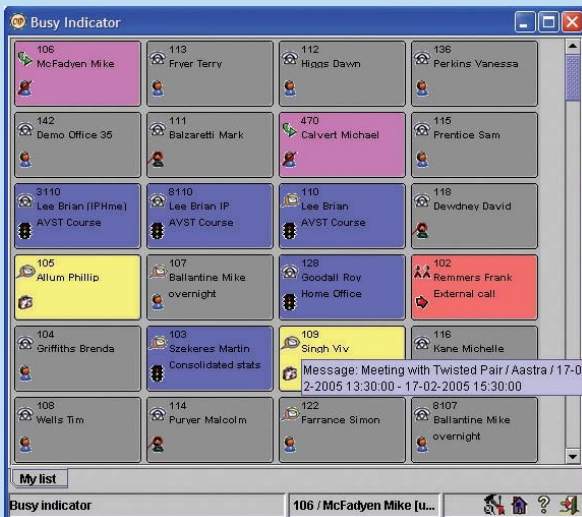 Busy Indicator
106
McFadyen Mike
113
Fryer Terry
112
Higgs Dawn
136
Perkins Vanessa
142
Demo Office 35
111
Balzaretti Mark
470
Calvert Michael
115
Prentice Sam
3110
Lee Brian (IPHme)
AVST Course
8110
Lee Brian IP
AVST Course
110
Lee Brian
AVST Course
118
Dewdney David
105
Allum Phillip
107
Ballantine Mike
overnight
128
Goodall Roy
Home Office
102
Remmers Frank
External call
104
Griffiths Brenda
103
Szekeres Martin
Consolidated stats
109
Singh Viv
116
Kane Michelle
Message: Meeting with Twisted Pair / Aastra / 17-0
2-2005 13:30:00 - 17-02-2005 15:30:00
108
Wells Tim
114
Purver Malcolm
122
Farrance Simon
8107
Ballantine Mike
overnight
My list
Busy indicator
106 / McFadyen Mike [u...